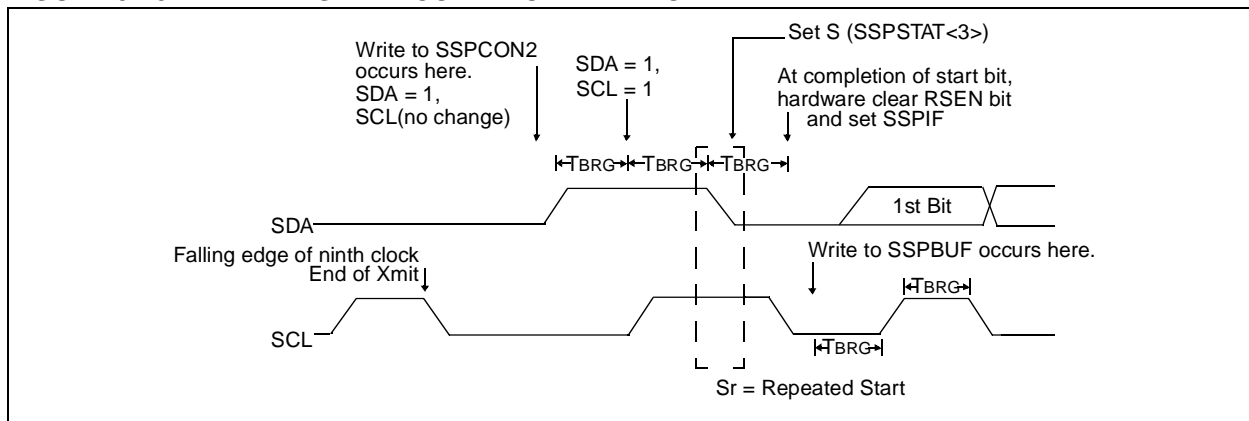 Set S (SSPSTAT<3>)
Write to SSPCON2
occurs here.
SDA = 1,
SCL(no change)
SDA = 1,
SCL = 1
At completion of start bit,
hardware clear RSEN bit
and set SSPIF
TBRG
TBRG
TBRG
SDA
1st Bit
Falling edge of ninth clock
End of Xmit
Write to SSPBUF occurs here.
TBRG
SCL
TBRG
Sr = Repeated Start